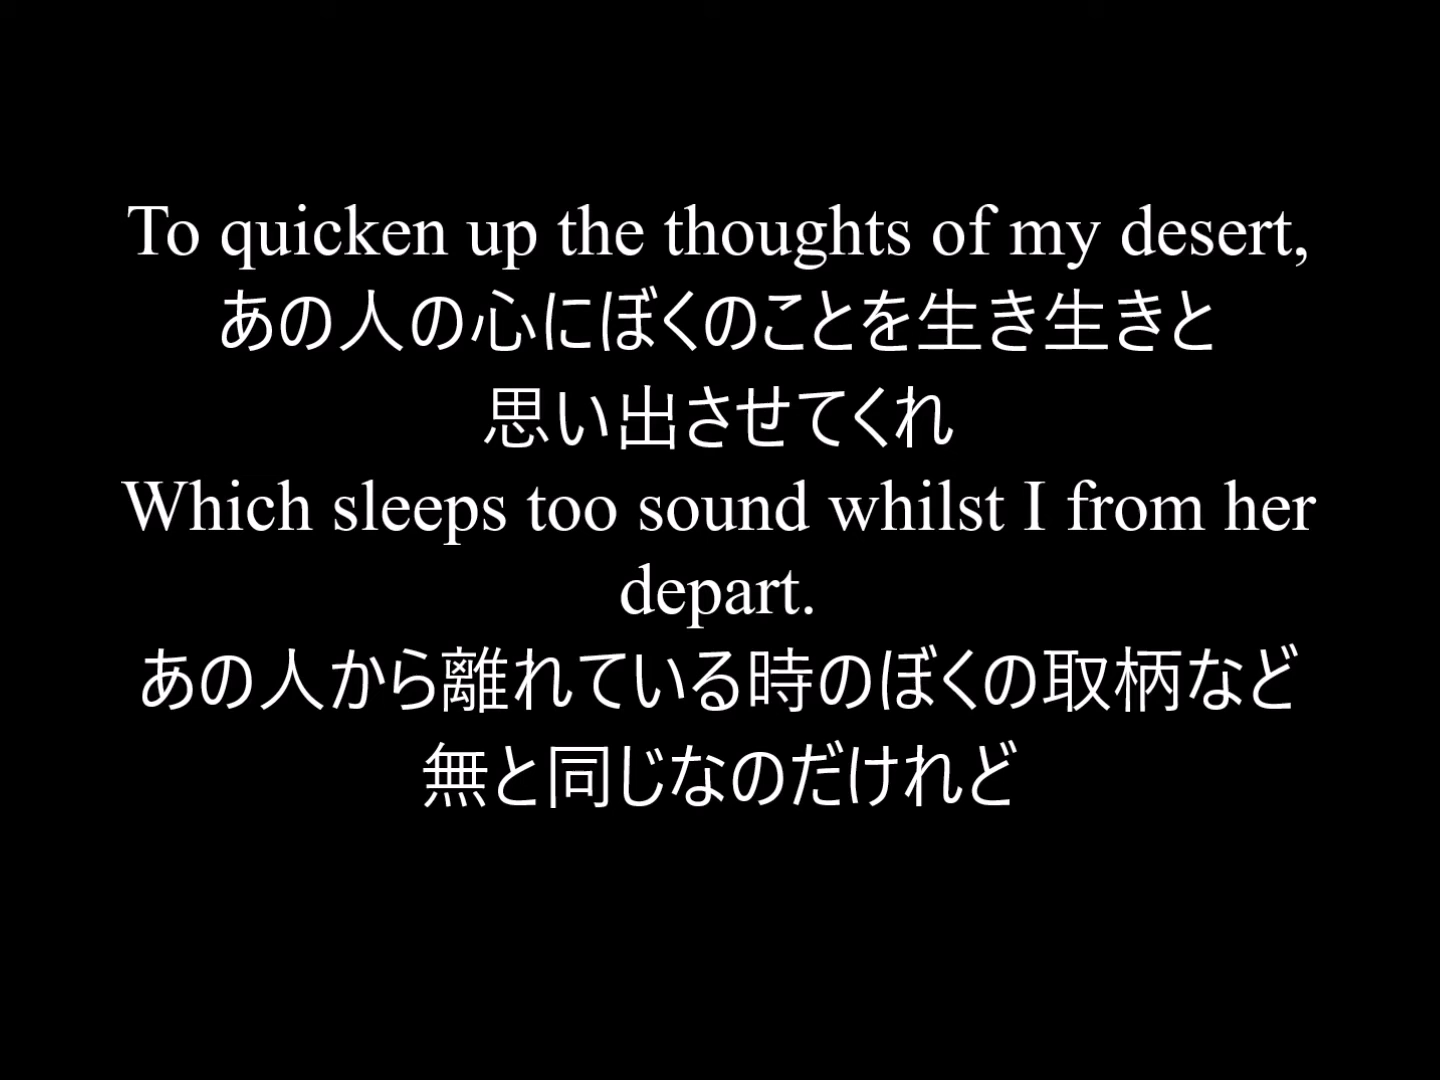 To quicken up the thoughts of my desert,
あの人の心にぼくのことを生き生きと
思い出させてくれ
Which sleeps too sound whilst I from her
depart.
あの人から離れている時のぼくの取柄など
無と同じなのだけれど